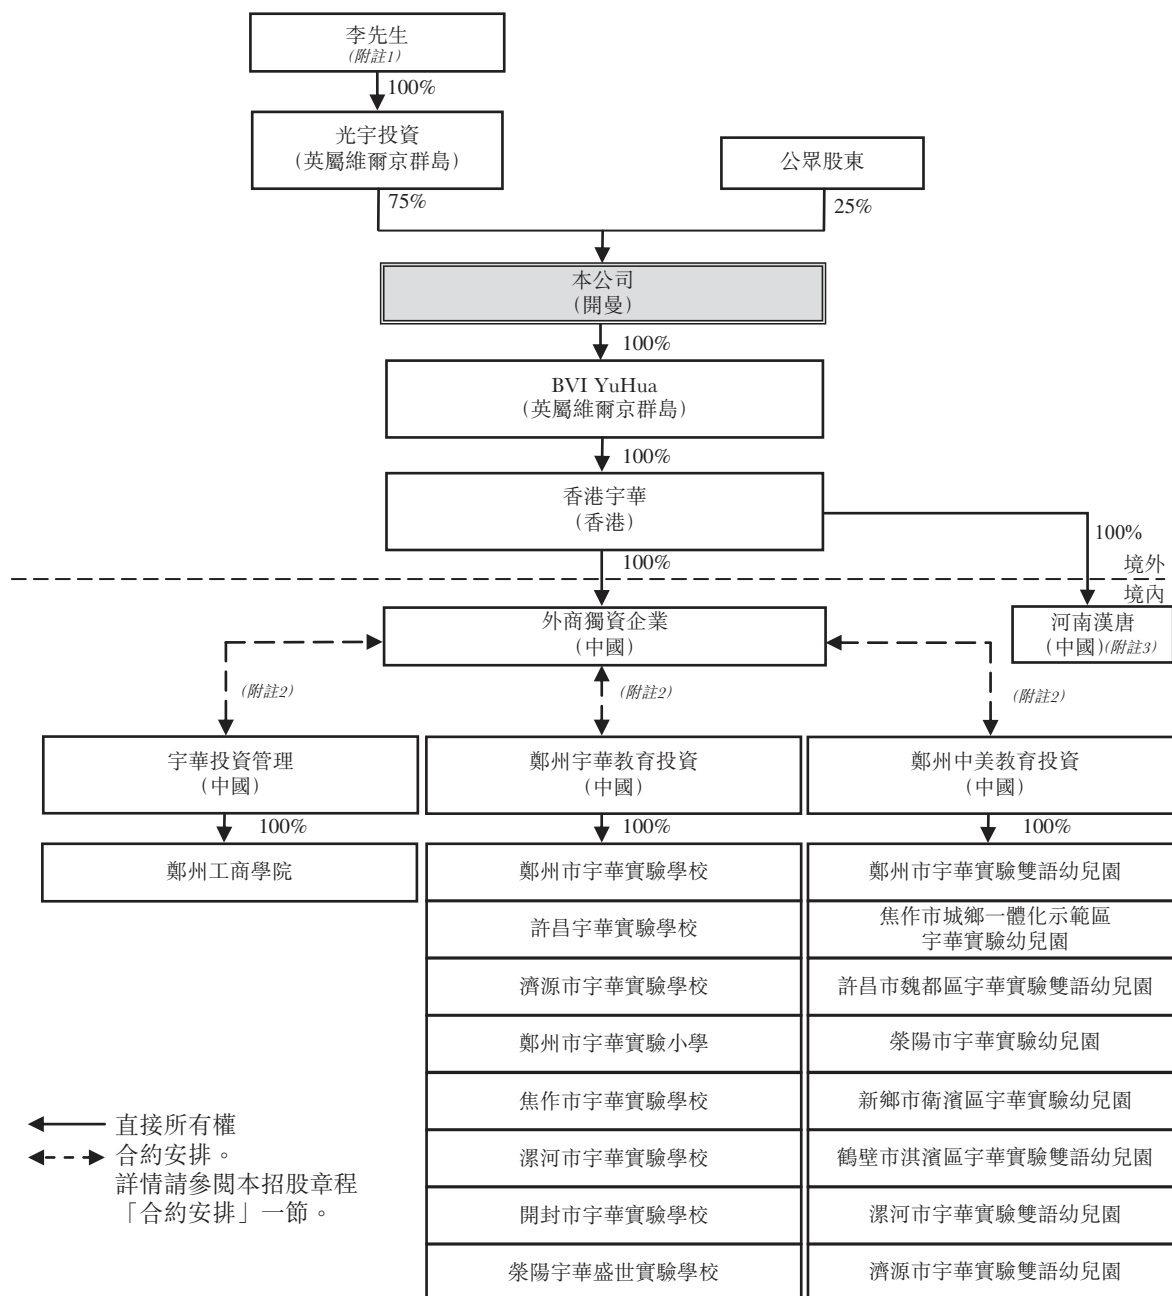 李先生
(附註1)
100%
光宇投資
(英屬維爾京群島)
公眾股東
75%
25%
本公司
(開曼)
100%
BVI YuHua
(英屬維爾京群島)
100%
香港宇華
(香港)
100%
100%
境外
境內
外商獨資企業
(中國)
河南漢唐
(中國)(附註3)
(附註2)
(附註2)
(附註2)
宇華投資管理
(中國)
鄭州宇華教育投資
(中國)
鄭州中美教育投資
(中國)
100%
100%
100%
鄭州工商學院
鄭州市宇華實驗學校
許昌宇華實驗學校
濟源市宇華實驗學校
鄭州市宇華實驗小學
焦作市宇華實驗學校
漯河市宇華實驗學校
開封市宇華實驗學校
滎陽宇華盛世實驗學校
鄭州市宇華實驗雙語幼兒園
焦作市城鄉一體化示範區
宇華實驗幼兒園
許昌市魏都區宇華實驗雙語幼兒園
滎陽市宇華實驗幼兒園
新鄉市衛濱區宇華實驗幼兒園
鶴壁市淇濱區宇華實驗雙語幼兒園
漯河市宇華實驗雙語幼兒園
濟源市宇華實驗雙語幼兒園
直接所有權
合約安排。
詳情請參閱本招股章程
「合約安排」一節。